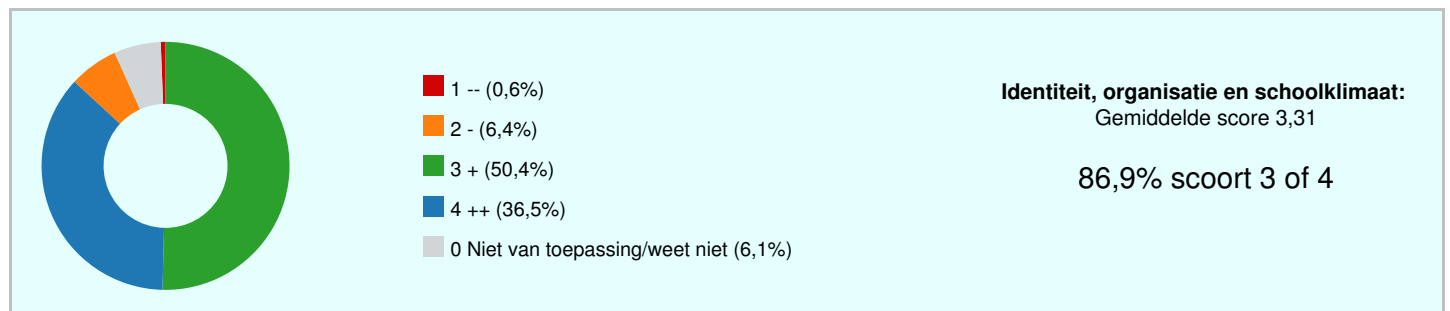 1 -- (0,6%)
2 - (6,4%)
3 + (50,4%)
4 ++ (36,5%)
0 Niet van toepassing/weet niet (6,1%)
Identiteit, organisatie en schoolklimaat:
Gemiddelde score 3,31
86,9% scoort 3 of 4